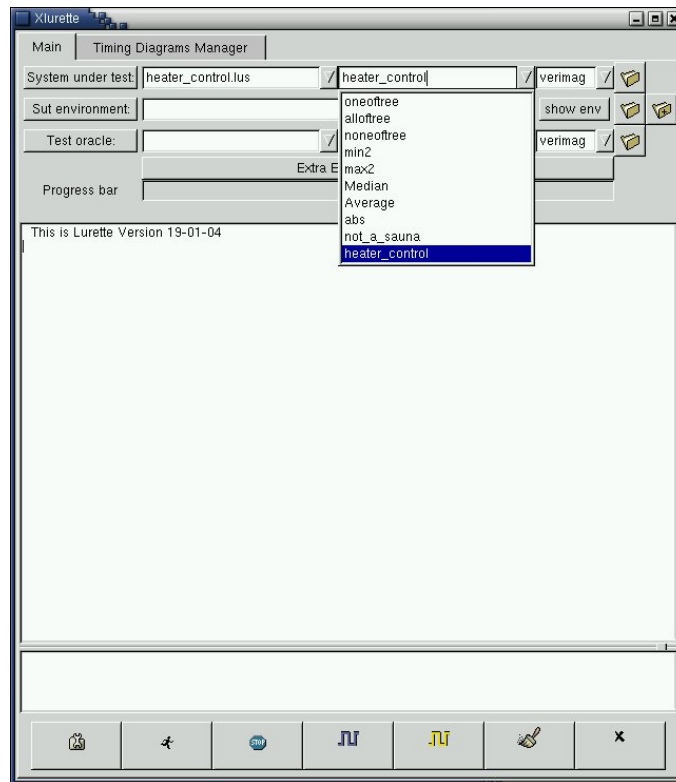 Xlurette
Main Timing Diagrams Manager
System under test: heater_control.lus heater_control verimag
Sut environment: show env
Test oracle: verimag
Extra E
Progress bar
oneoftree
alloftree
noneoftree
min2
max2
Median
Average
abs
not_a_sauna
heater_control
This is Lurette Version 19-01-04
STOP
x